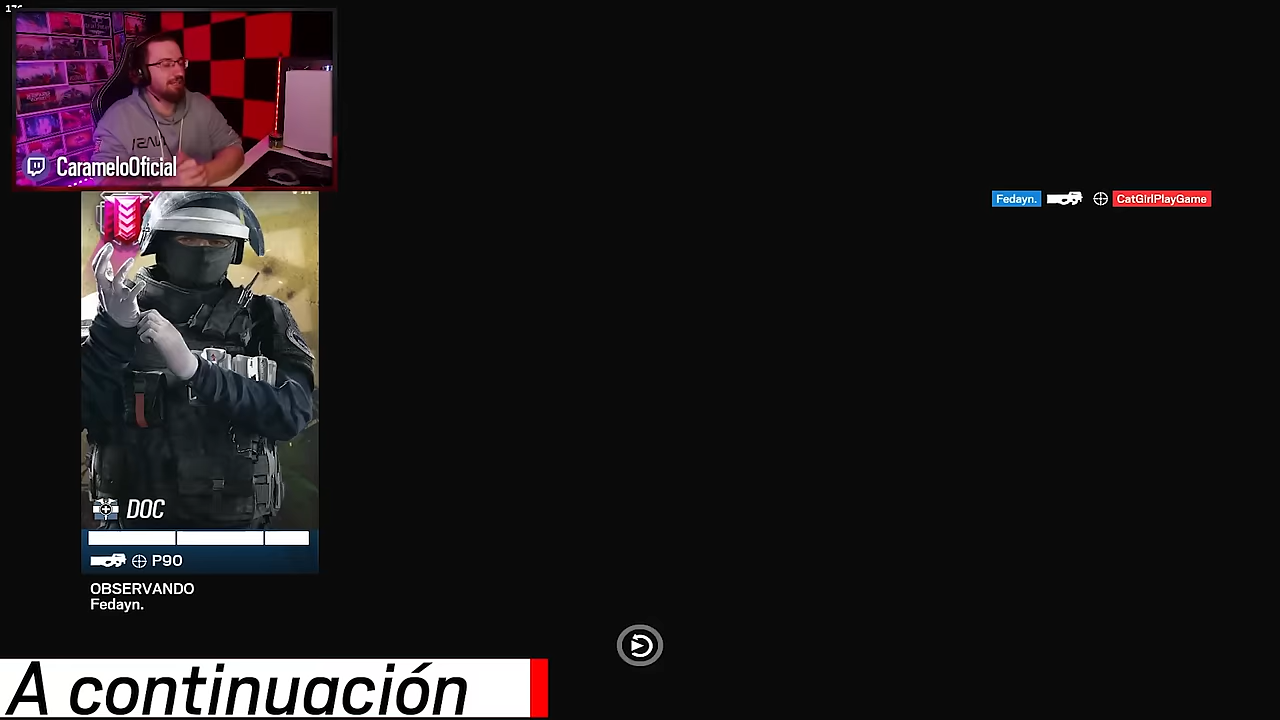 CarameloOficial
Fedayn. CatGirlPlayGame
DOC
P90
OBSERVANDO
Fedayn.
A continuación